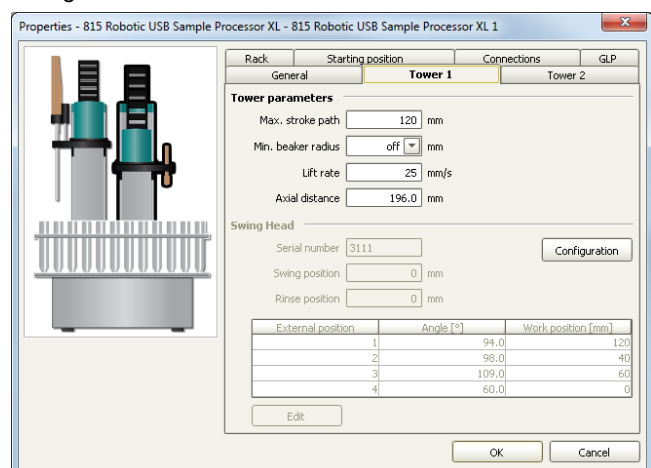 Properties - 815 Robotic USB Sample Processor XL - 815 Robotic USB Sample Processor XL 1
Rack Starting position Connections GLP
General Tower 1 Tower 2
Tower parameters
Max. stroke path 120 mm
Min. beaker radius off mm
Lift rate 25 mm/s
Axial distance 196.0 mm
Swing Head
Serial number 3111 Configuration
Swing position 0 mm
Rinse position 0 mm
External position Angle [°] Work position [mm]
1 94.0 120
2 98.0 40
3 109.0 60
4 60.0 0
Edit
OK Cancel